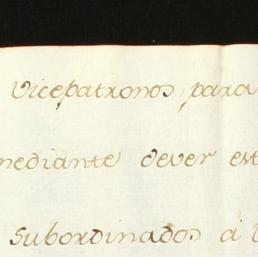 Vicepatronos, para
mediante dever est
Subordinados á